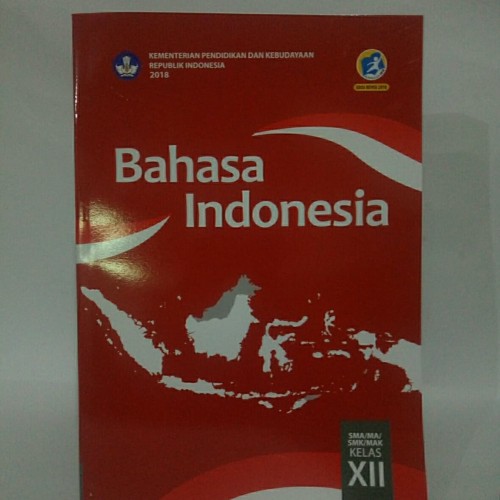 KEMENTERIAN PENDIDIKAN DAN KEBUDAYAAN
REPUBLIK INDONESIA
2018
Bahasa
Indonesia
SMA/MA/
SMK/MAK
KELAS
XII